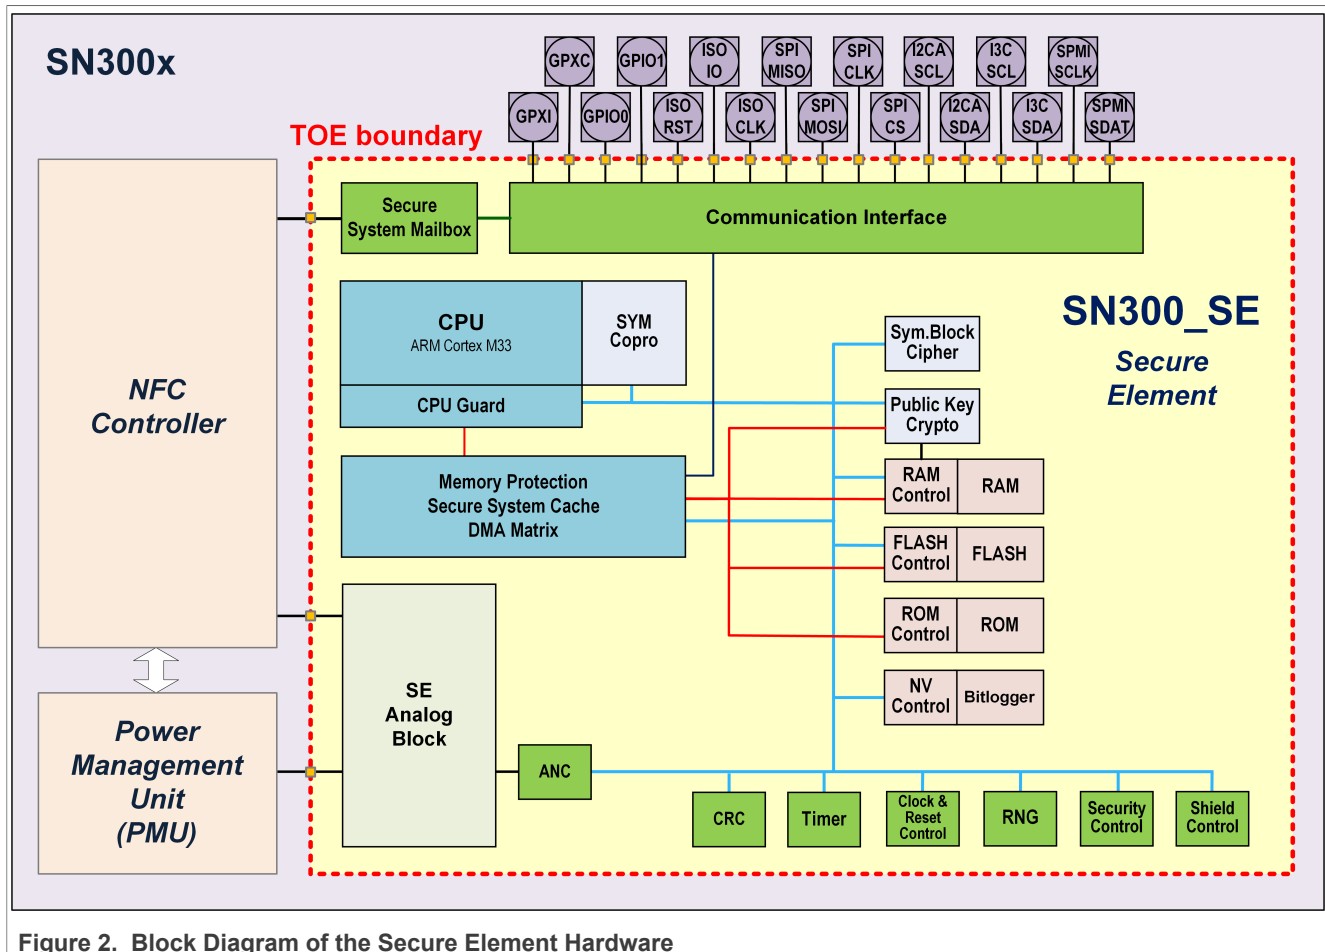 SN300x
GPXC
GPIO1
ISO
IO
SPI
MISO
SPI
CLK
I2CA
SCL
I3C
SCL
SPMI
SCLK
GPXI
GPIO0
ISO
RST
ISO
CLK
SPI
MOSI
SPI
CS
I2CA
SDA
I3C
SDA
SPMI
SDAT
TOE boundary
Secure
System Mailbox
Communication Interface
NFC
Controller
CPU
ARM Cortex M33
SYM
Copro
CPU Guard
SN300_SE
Secure
Element
Sym.Block
Cipher
Public Key
Crypto
Memory Protection
Secure System Cache
DMA Matrix
RAM
Control
RAM
FLASH
Control
FLASH
ROM
Control
ROM
NV
Control
Bitlogger
SE
Analog
Block
Power
Management
Unit
(PMU)
ANC
CRC
Timer
Clock &
Reset
Control
RNG
Security
Control
Shield
Control
Figure 2. Block Diagram of the Secure Element Hardware